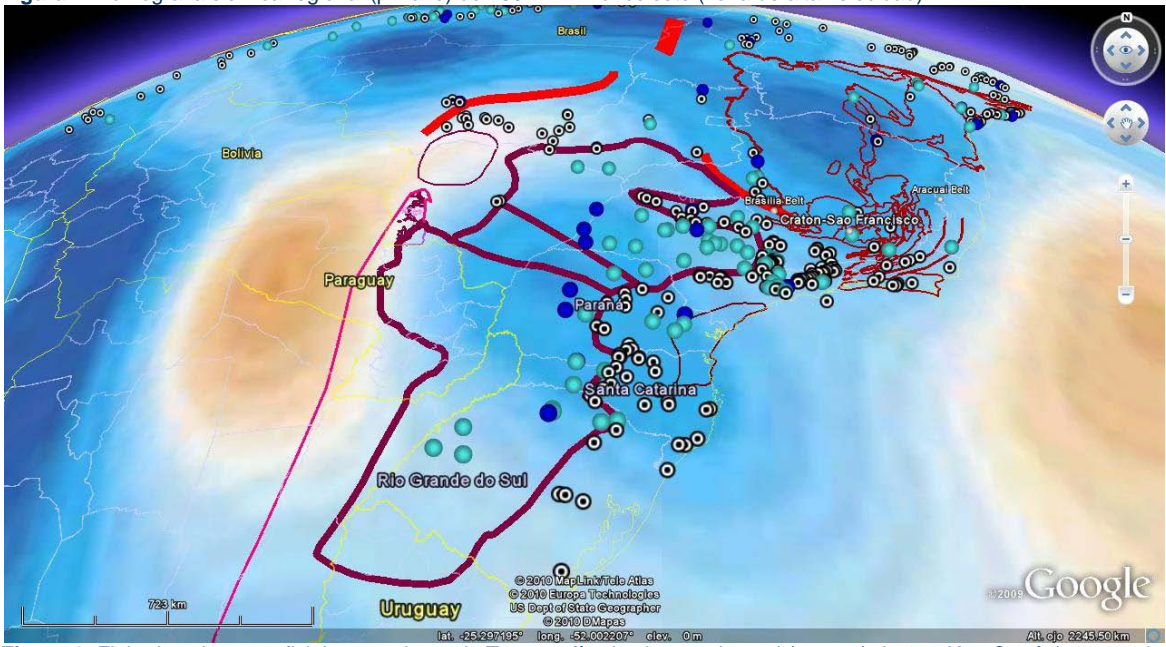 Brasil
N
Bolivia
Aracuai Belt
Brasilia Belt
Craton-Sao Francisco
Paraguay
Paraná
Santa Catarina
Rio Grande do Sul
© 2010 MapLink/Tele Atlas
© 2010 Europa Technologies
US Dept of State Geographer
© 2010 DMapas
©2009 Google
723 km
Uruguay
lat. -25.297195° long. -52.002207° elev. 0 m
Alt. ojo 2245.50 km